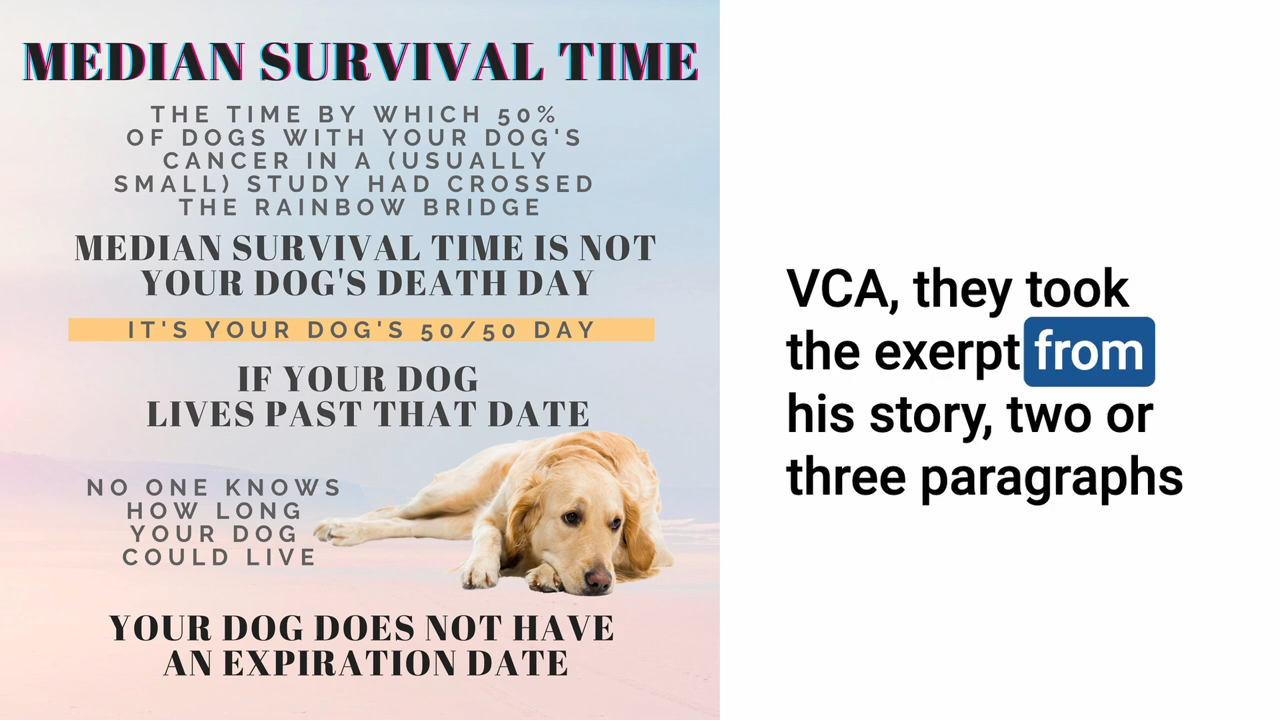 MEDIAN SURVIVAL TIME
THE TIME BY WHICH 50%
OF DOGS WITH YOUR DOG'S
CANCER IN A (USUALLY
SMALL) STUDY HAD CROSSED
THE RAINBOW BRIDGE
MEDIAN SURVIVAL TIME IS NOT
YOUR DOG'S DEATH DAY
IT'S YOUR DOG'S 50/50 DAY
IF YOUR DOG
LIVES PAST THAT DATE
NO ONE KNOWS
HOW LONG
YOUR DOG
COULD LIVE
YOUR DOG DOES NOT HAVE
AN EXPIRATION DATE
VCA, they took
the exerpt from
his story, two or
three paragraphs